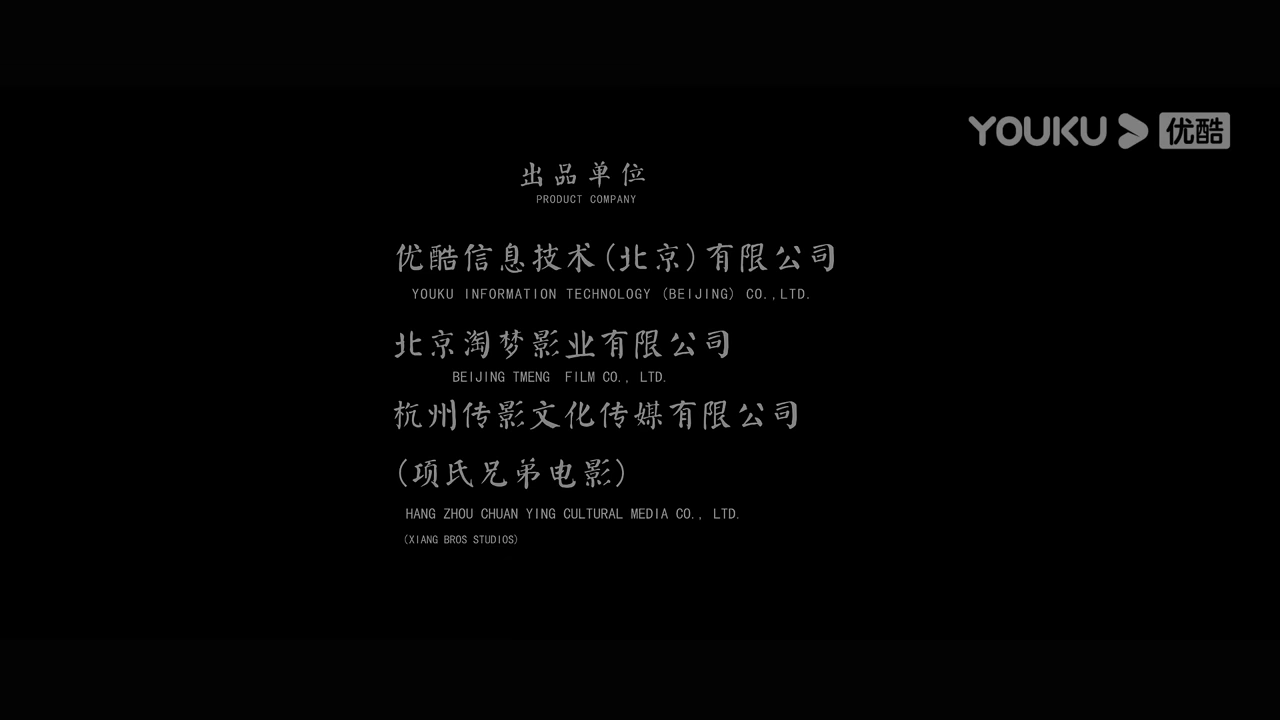 YOUKU 优酷
出品单位
PRODUCT COMPANY
优酷信息技术(北京)有限公司
YOUKU INFORMATION TECHNOLOGY (BEIJING) CO.,LTD.
北京淘梦影业有限公司
BEIJING TMENG FILM CO., LTD.
杭州传影文化传媒有限公司
(项氏兄弟电影)
HANG ZHOU CHUAN YING CULTURAL MEDIA CO., LTD.
(XIANG BROS STUDIOS)